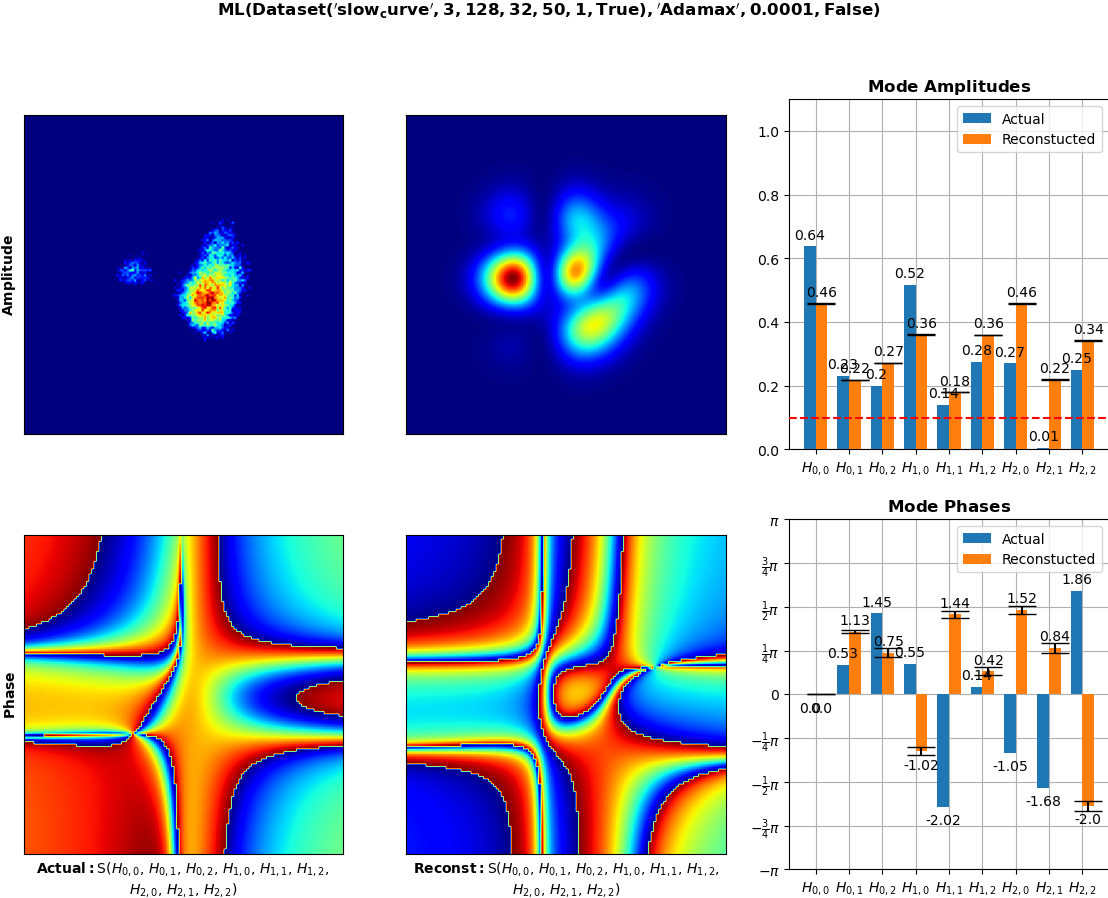 ML(Dataset('slow_curve', 3, 128, 32, 50, 1, True), 'Adamax', 0.0001, False)
Amplitude
Mode Amplitudes
Actual
Reconstucted
1.0
0.8
0.6
0.4
0.2
0.0
0.64
0.46
0.23
0.22
0.2
0.27
0.52
0.36
0.14
0.18
0.28
0.36
0.27
0.46
0.01
0.22
0.25
0.34
H0,0 H0,1 H0,2 H1,0 H1,1 H1,2 H2,0 H2,1 H2,2
Phase
Actual:S(H0,0, H0,1, H0,2, H1,0, H1,1, H1,2,
H2,0, H2,1, H2,2)
Reconst:S(H0,0, H0,1, H0,2, H1,0, H1,1, H1,2,
H2,0, H2,1, H2,2)
Mode Phases
Actual
Reconstucted
π
3/4π
1/2π
1/4π
0
−1/4π
−1/2π
−3/4π
−π
0.0
0.0
0.53
1.13
1.45
0.75
0.55
-1.02
-2.02
1.44
0.14
0.42
-1.05
1.52
-1.68
0.84
1.86
-2.0
H0,0 H0,1 H0,2 H1,0 H1,1 H1,2 H2,0 H2,1 H2,2